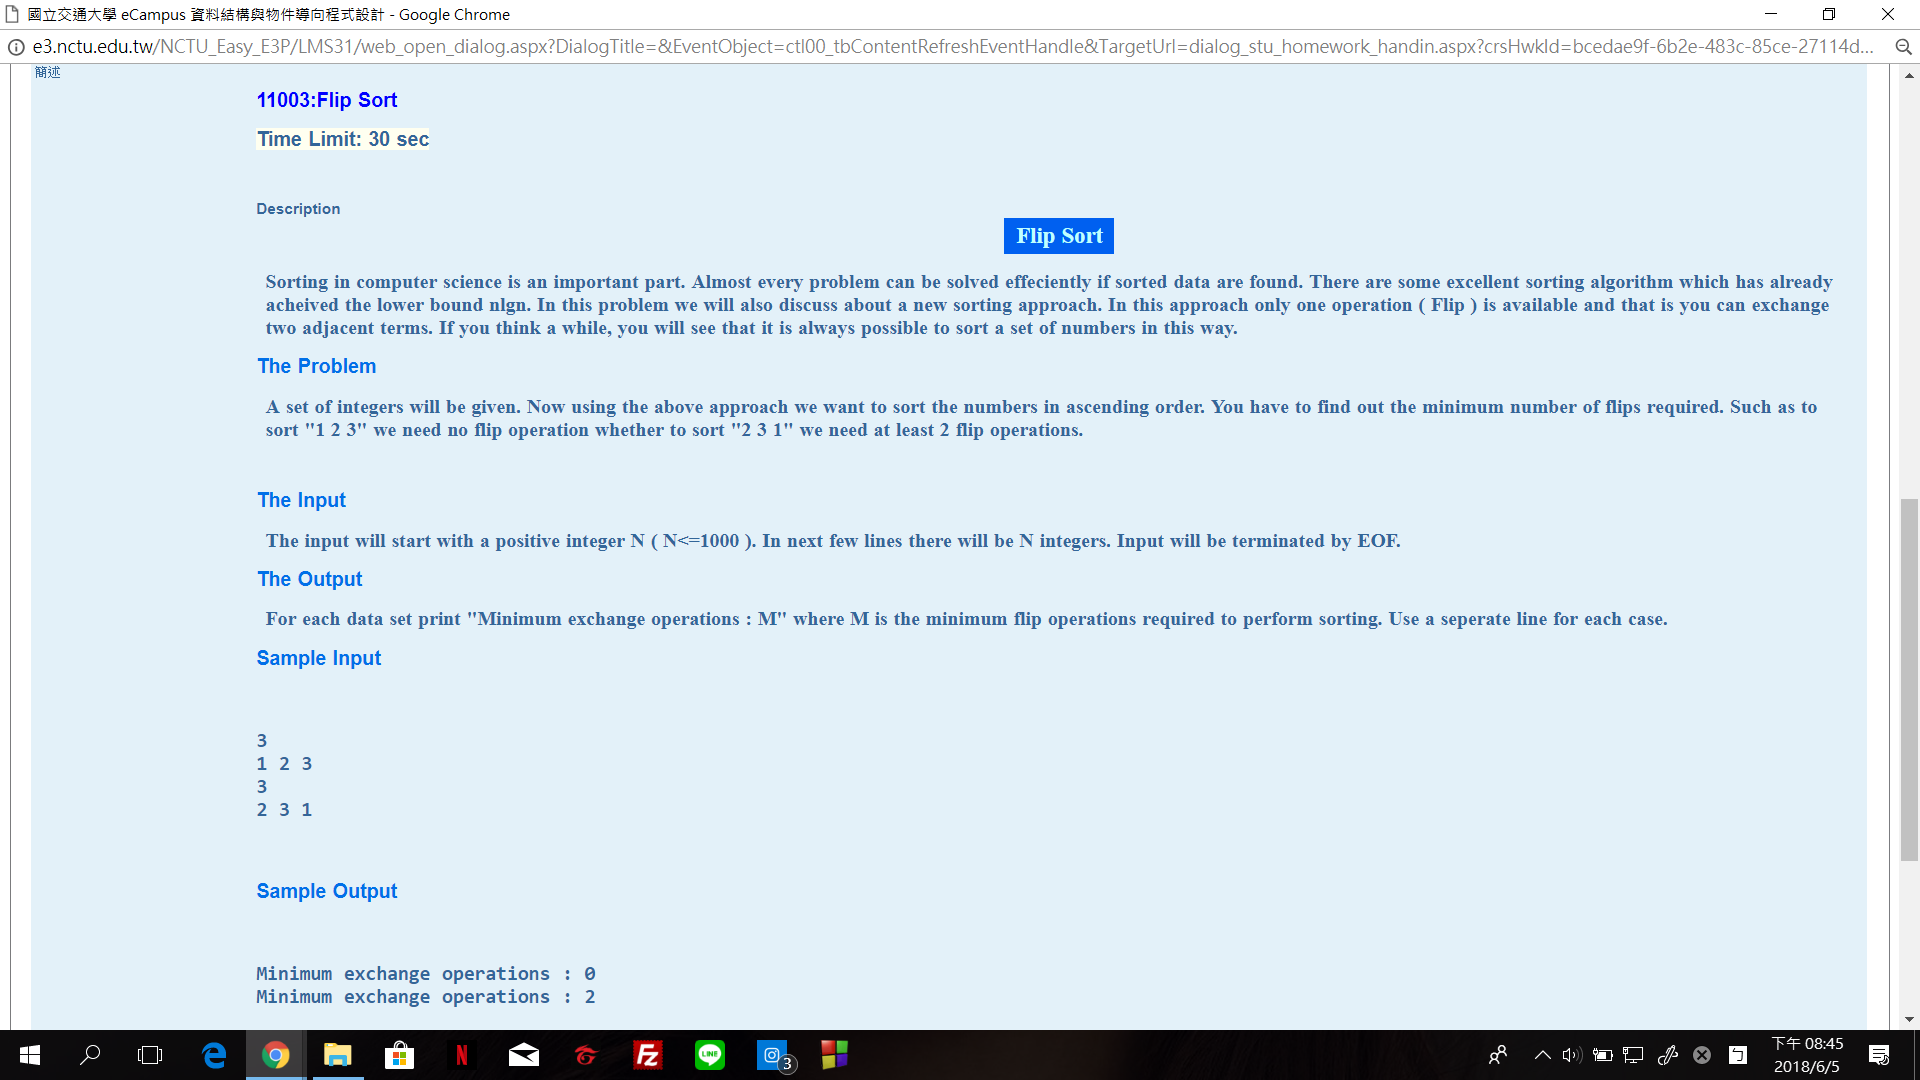 國立交通大學 eCampus 資料結構與物件導向程式設計 - Google Chrome
e3.nctu.edu.tw/NCTU_Easy_E3P/LMS31/web_open_dialog.aspx?DialogTitle=&EventObject=ctl00_tbContentRefreshEventHandle&TargetUrl=dialog_stu_homework_handin.aspx?crsHwkId=bcedae9f-6b2e-483c-85ce-27114d...
簡述
11003:Flip Sort
Time Limit: 30 sec
Description
Flip Sort
Sorting in computer science is an important part. Almost every problem can be solved effeciently if sorted data are found. There are some excellent sorting algorithm which has already
acheived the lower bound nlgn. In this problem we will also discuss about a new sorting approach. In this approach only one operation ( Flip ) is available and that is you can exchange
two adjacent terms. If you think a while, you will see that it is always possible to sort a set of numbers in this way.
The Problem
A set of integers will be given. Now using the above approach we want to sort the numbers in ascending order. You have to find out the minimum number of flips required. Such as to
sort "1 2 3" we need no flip operation whether to sort "2 3 1" we need at least 2 flip operations.
The Input
The input will start with a positive integer N ( N<=1000 ). In next few lines there will be N integers. Input will be terminated by EOF.
The Output
For each data set print "Minimum exchange operations : M" where M is the minimum flip operations required to perform sorting. Use a seperate line for each case.
Sample Input
3
1 2 3
3
2 3 1
Sample Output
Minimum exchange operations : 0
Minimum exchange operations : 2
N
FZ
LINE
3
ㄅ
下午 08:45
2018/6/5